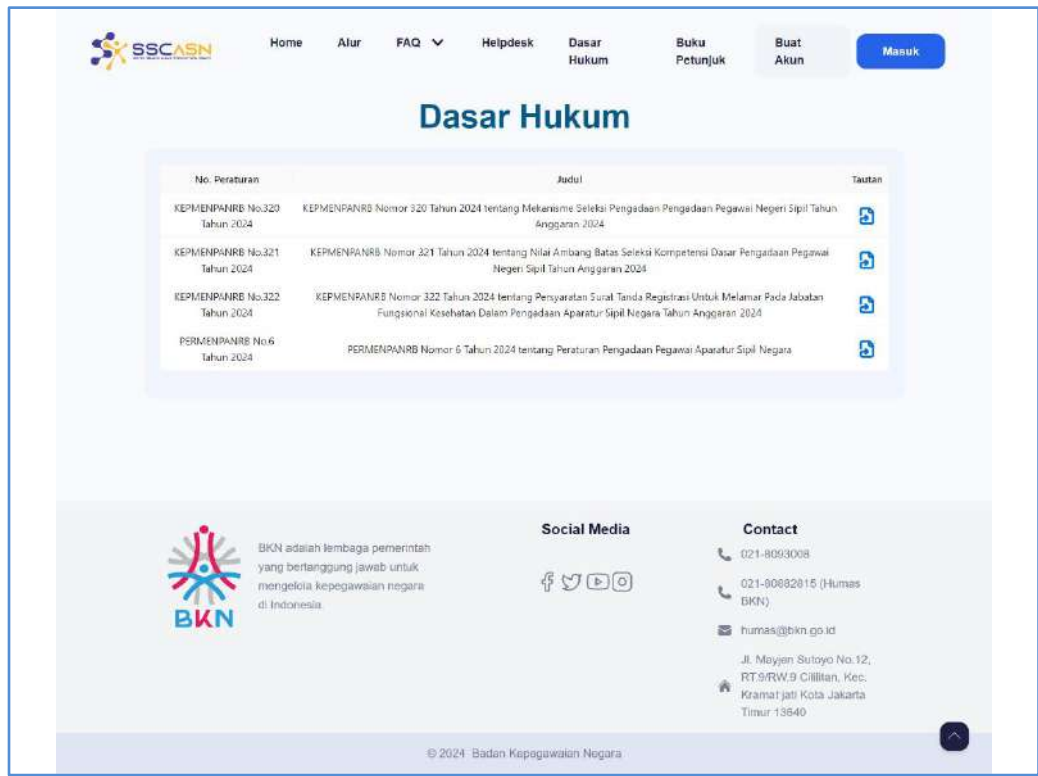 SSCASN
Home Alur FAQ Helpdesk Dasar Hukum Buku Petunjuk Buat Akun Masuk
Dasar Hukum
No. Peraturan Judul Tautan
KEPMENPANRB No.320
Tahun 2024
KEPMENPANRB Nomor 320 Tahun 2024 tentang Mekanisme Seleksi Pengadaan Pengadaan Pegawai Negeri Sipil Tahun
Anggaran 2024
KEPMENPANRB No.321
Tahun 2024
KEPMENPANRB Nomor 321 Tahun 2024 tentang Nilai Ambang Batas Seleksi Kompetensi Dasar Pengadaan Pegawai
Negeri Sipil Tahun Anggaran 2024
KEPMENPANRB No.322
Tahun 2024
KEPMENPANRB Nomor 322 Tahun 2024 tentang Persyaratan Surat Tanda Registrasi Untuk Melamar Pada Jabatan
Fungsional Kesehatan Dalam Pengadaan Aparatur Sipil Negara Tahun Anggaran 2024
PERMENPANRB No.6
Tahun 2024
PERMENPANRB Nomor 6 Tahun 2024 tentang Peraturan Pengadaan Pegawai Aparatur Sipil Negara
BKN
BKN adalah lembaga pemerintah
yang bertanggung jawab untuk
mengelola kepegawaian negara
di Indonesia
Social Media
Contact
021-8093008
021-80882815 (Humas
BKN)
humas@bkn.go.id
Jl. Mayjen Sutoyo No.12,
RT.9/RW.9 Cililitan, Kec.
Kramat jati Kota Jakarta
Timur 13640
© 2024 Badan Kepegawaian Negara